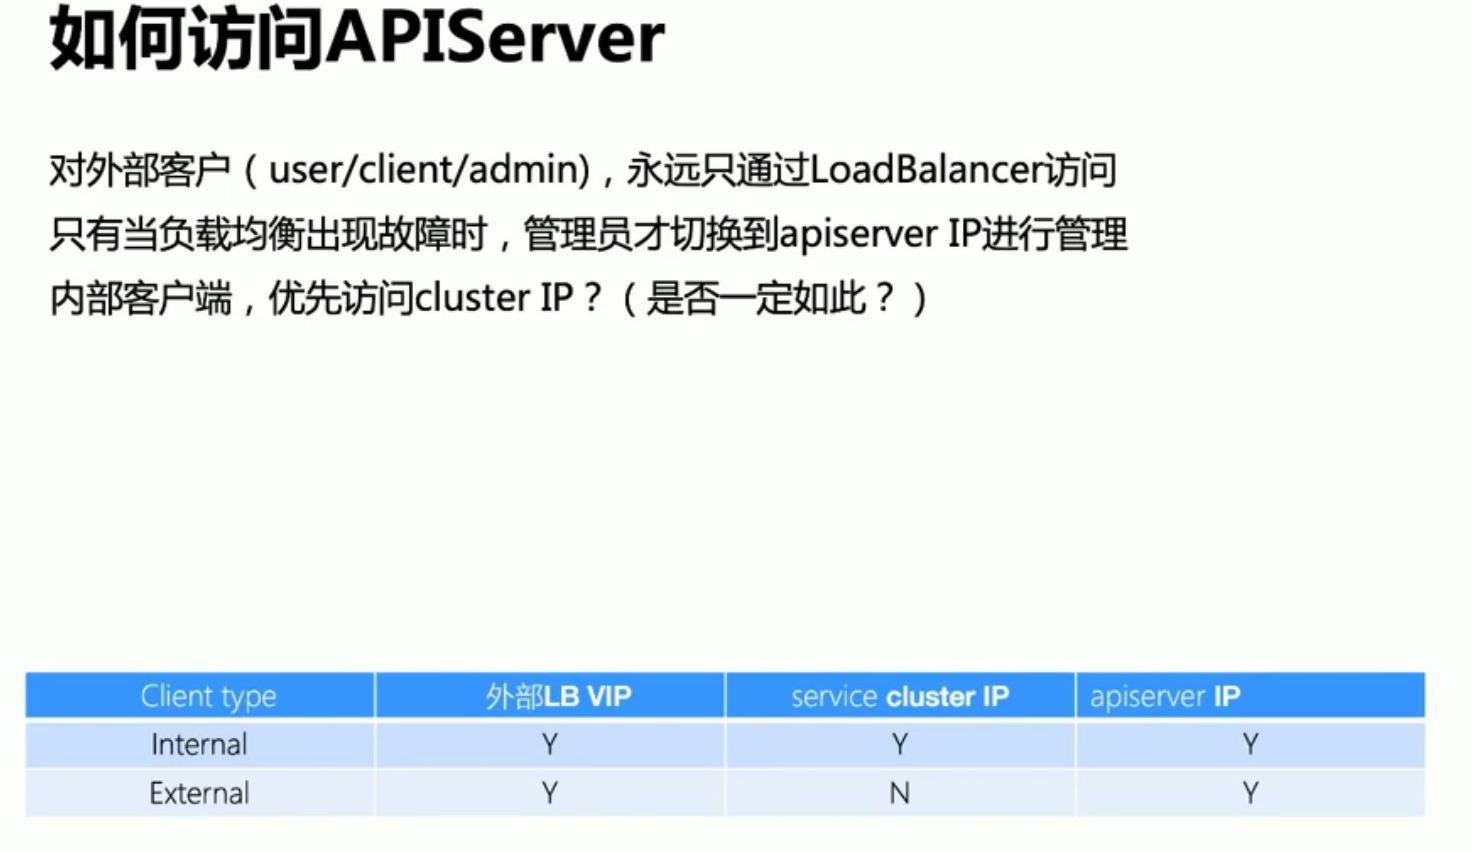 如何访问APIServer
对外部客户（user/client/admin)，永远只通过LoadBalancer访问
只有当负载均衡出现故障时，管理员才切换到apiserver IP进行管理
内部客户端，优先访问cluster IP？（是否一定如此？）
Client type 外部LB VIP service cluster IP apiserver IP
Internal Y Y Y
External Y N Y